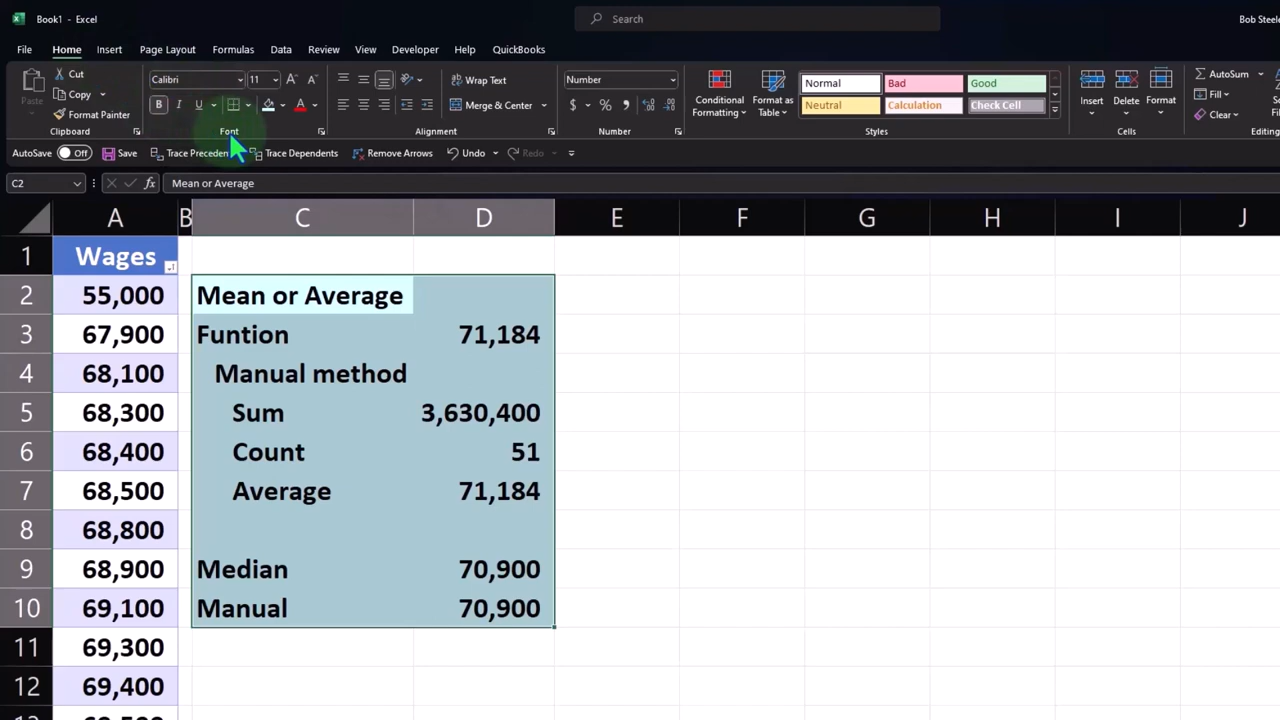 Book1 - Excel
Search
Bob Steele
File Home Insert Page Layout Formulas Data Review View Developer Help QuickBooks
Cut
Calibri 11
Wrap Text
Number
Normal Bad Good
AutoSum
Paste
Copy
Conditional Formatting
Format as Table
Insert Delete Format
Fill
B I U
Merge & Center
$ %
Neutral Calculation Check Cell
Format Painter
Clear
Clipboard Font Alignment Number Styles Cells Editing
AutoSave Off Save Trace Dependents Remove Arrows Undo Redo
C2 fx Mean or Average
A B C D E F G H I J
1 Wages
2 55,000 Mean or Average
3 67,900 Funtion 71,184
4 68,100 Manual method
5 68,300 Sum 3,630,400
6 68,400 Count 51
7 68,500 Average 71,184
8 68,800
9 68,900 Median 70,900
10 69,100 Manual 70,900
11 69,300
12 69,400